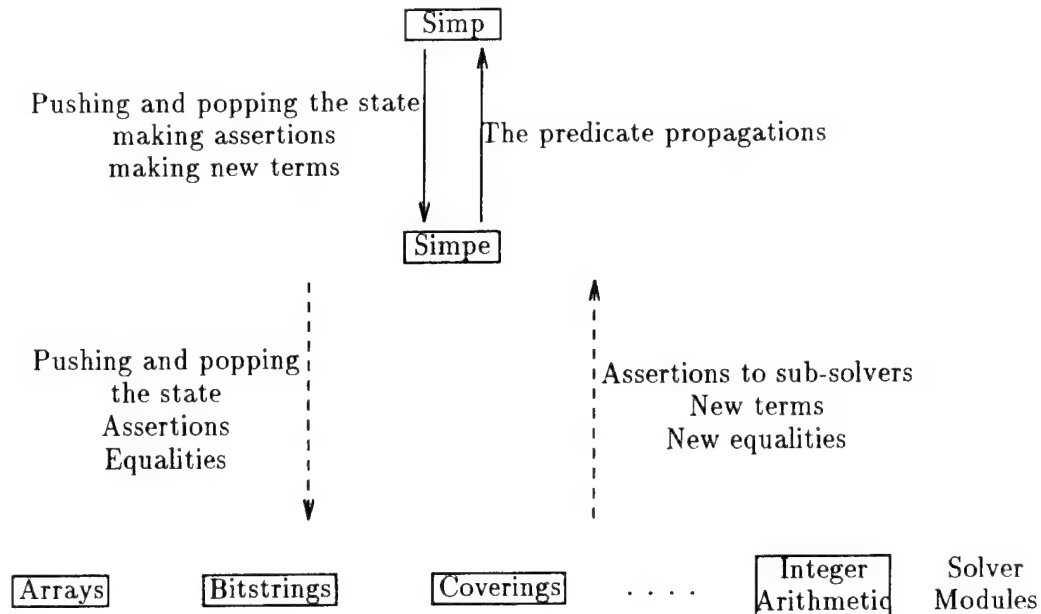 Simp
Pushing and popping the state
making assertions
making new terms
The predicate propagations
Simpe
Pushing and popping
the state
Assertions
Equalities
Assertions to sub-solvers
New terms
New equalities
Arrays
Bitstrings
Coverings
. . . .
Integer
Arithmetic
Solver
Modules